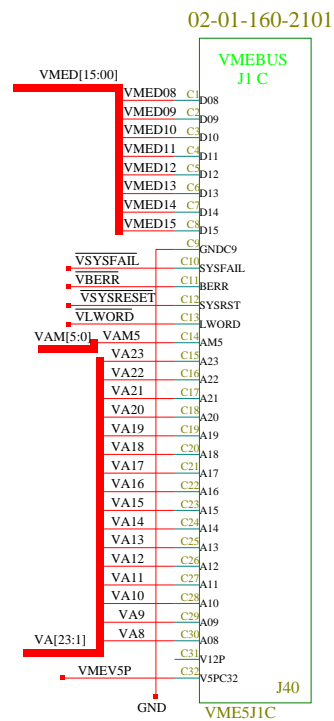 02-01-160-2101
VMEBUS
J1 C
VMED[15:00]
VMED08 C1 D08
VMED09 C2 D09
VMED10 C3 D10
VMED11 C4 D11
VMED12 C5 D12
VMED13 C6 D13
VMED14 C7 D14
VMED15 C8 D15
C9 GNDC9
VSYSFAIL C10 SYSFAIL
VBERR C11 BERR
VSYSRESET C12 SYSRST
VLWORD C13 LWORD
VAM[5:0] VAM5 C14 AM5
VA23 C15 A23
VA22 C16 A22
VA21 C17 A21
VA20 C18 A20
VA19 C19 A19
VA18 C20 A18
VA17 C21 A17
VA16 C22 A16
VA15 C23 A15
VA14 C24 A14
VA13 C25 A13
VA12 C26 A12
VA11 C27 A11
VA10 C28 A10
VA9 C29 A09
VA8 C30 A08
VA[23:1]
C31 V12P
VMEV5P C32 V5PC32
J40
GND
VME5J1C